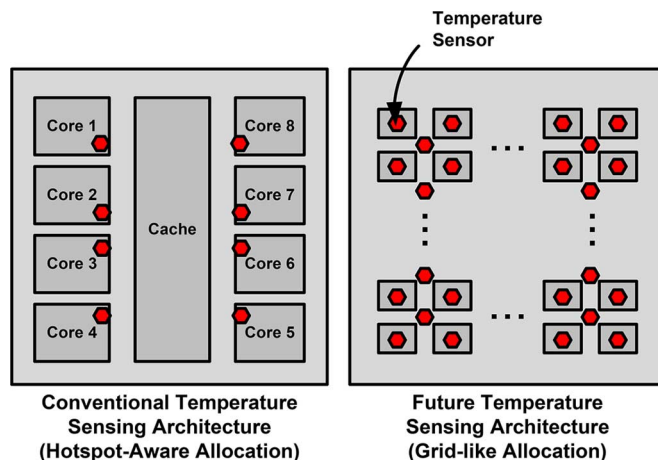 Temperature
Sensor
Core 1
Core 8
Core 2
Core 7
Cache
Core 3
Core 6
Core 4
Core 5
Conventional Temperature
Sensing Architecture
(Hotspot-Aware Allocation)
Future Temperature
Sensing Architecture
(Grid-like Allocation)